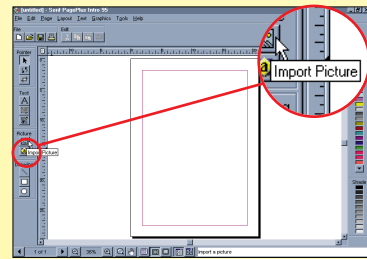 [untitled] - Serif PagePlus Intro 95
File Edit Page Layout Text Graphics Tools Help
File
Edit
Pointer
Text
A
Picture
Import Picture
Import Picture
a
Shade
1 of 1
36%
Import a picture